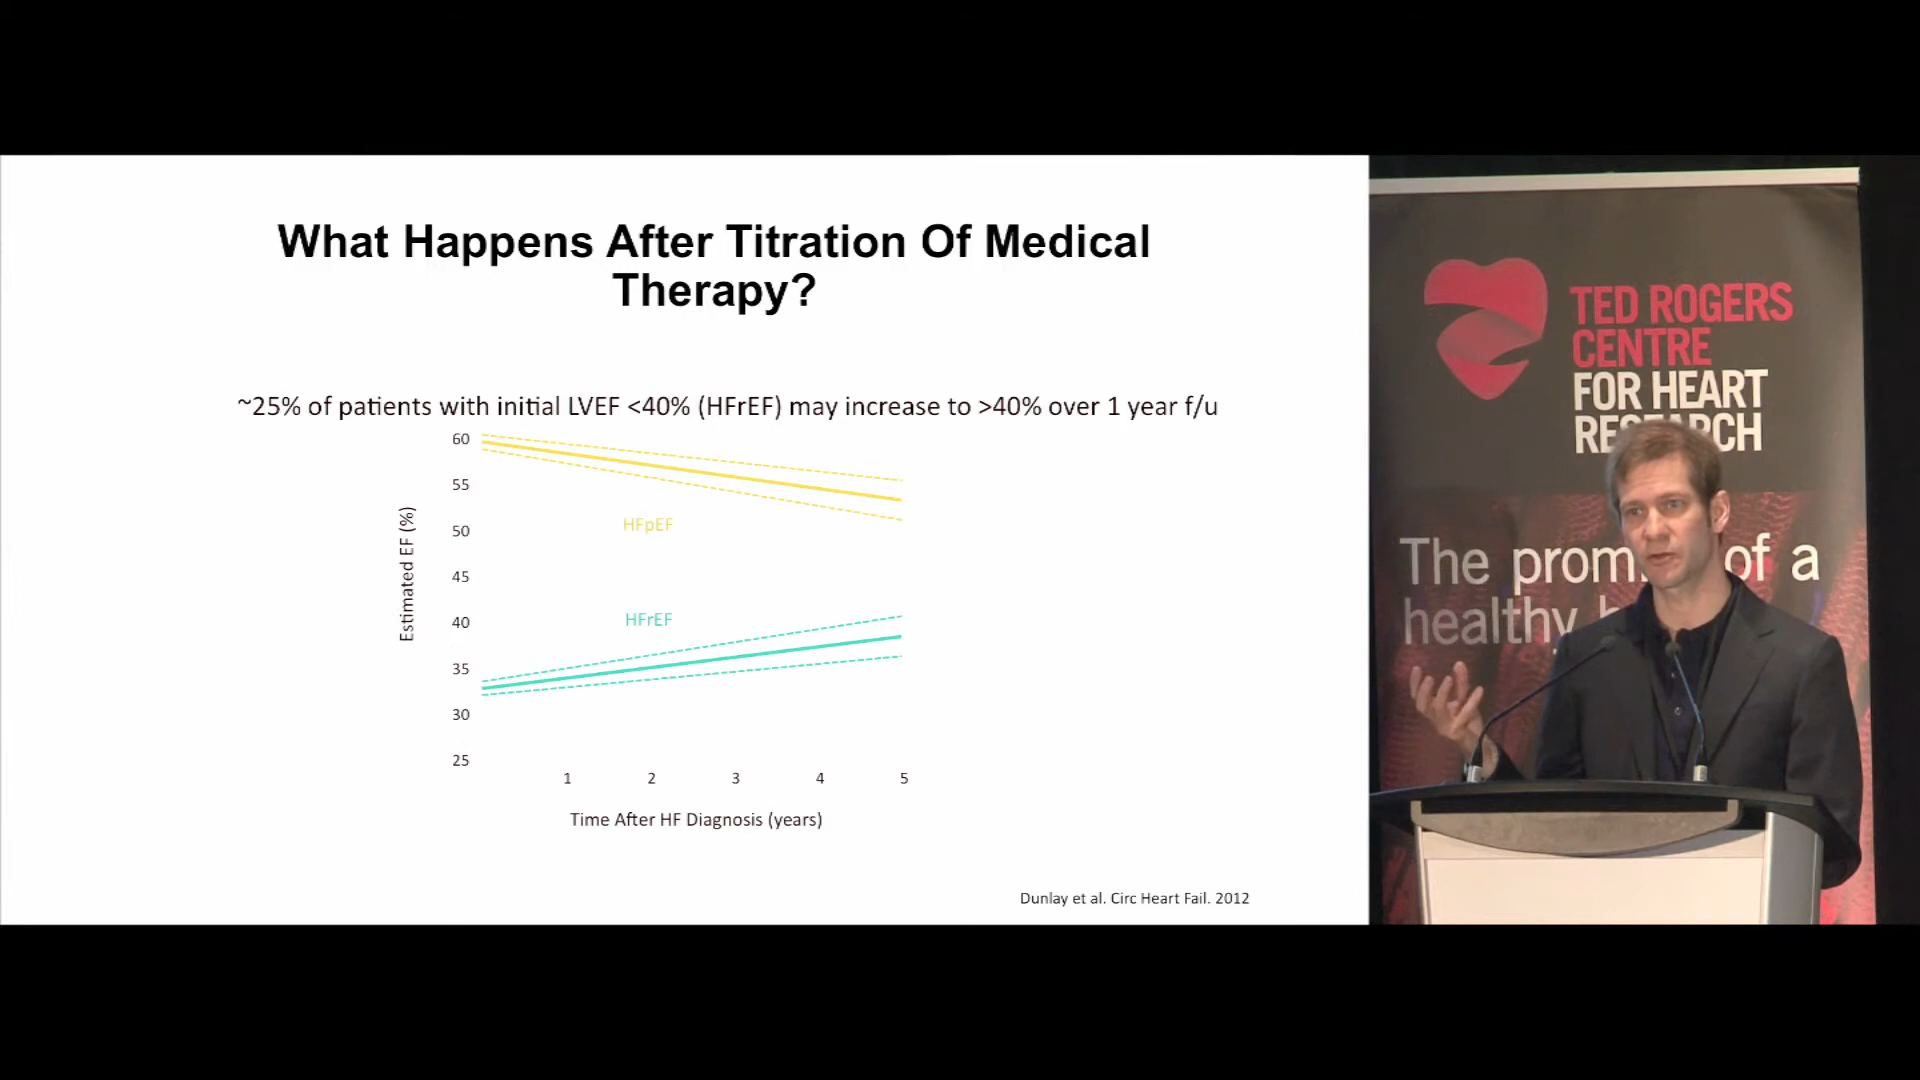 What Happens After Titration Of Medical
Therapy?
~25% of patients with initial LVEF <40% (HFrEF) may increase to >40% over 1 year f/u
60
55
50
45
40
35
30
25
Estimated EF (%)
HFpEF
HFrEF
1 2 3 4 5
Time After HF Diagnosis (years)
Dunlay et al. Circ Heart Fail. 2012
TED ROGERS
CENTRE
FOR HEART
The of a
healthy